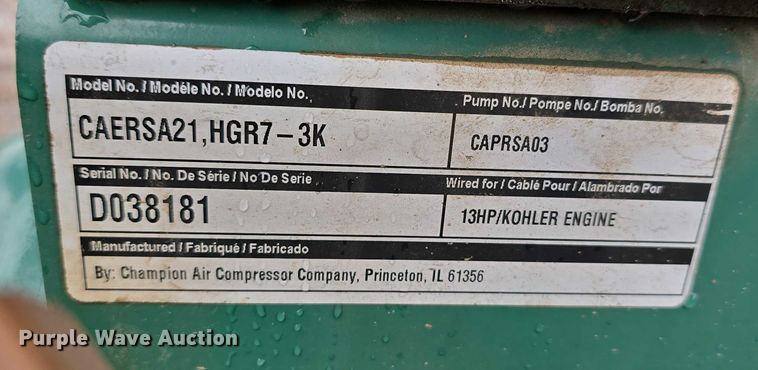 Model No. / Modéle No. / Modelo No.
CAERSA21, HGR7-3K
Pump No./ Pompe No./ Bomba No.
CAPRSA03
Serial No. / No. De Série / No De Serie
D038181
Wired for / Cablé Pour / Alambrado Por
13HP/KOHLER ENGINE
Manufactured / Fabriqué / Fabricado
By: Champion Air Compressor Company, Princeton, IL 61356
Purple Wave Auction